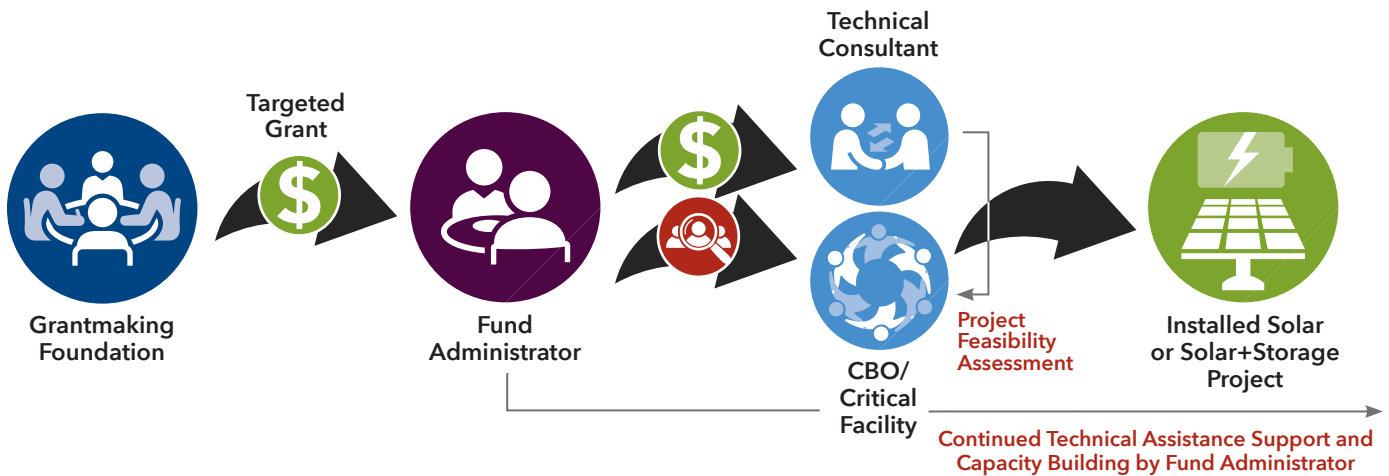 Technical
Consultant
Targeted
Grant
$
$
Grantmaking
Foundation
Fund
Administrator
Project
Feasibility
Assessment
CBO/
Critical
Facility
Installed Solar
or Solar+Storage
Project
Continued Technical Assistance Support and
Capacity Building by Fund Administrator